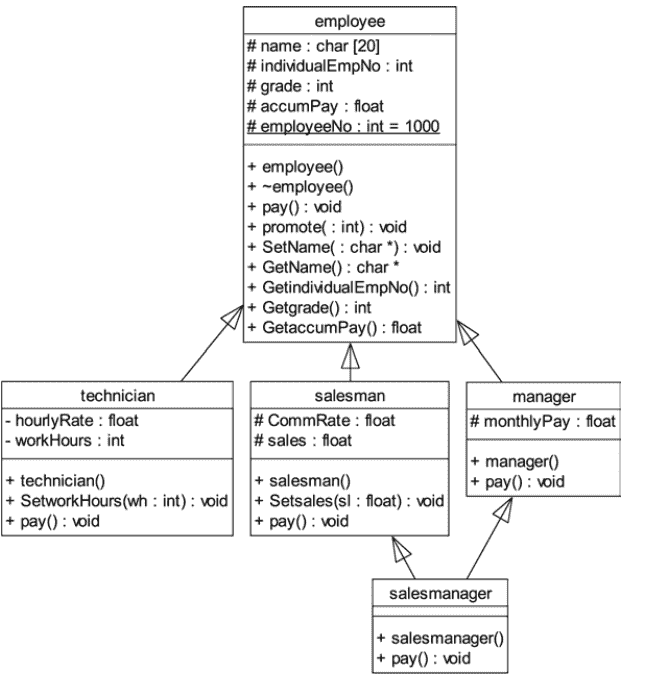 employee
# name : char [20]
# individualEmpNo : int
# grade : int
# accumPay : float
# employeeNo : int = 1000
+ employee()
+ ~employee()
+ pay() : void
+ promote( : int) : void
+ SetName( : char *) : void
+ GetName() : char *
+ GetindividualEmpNo() : int
+ Getgrade() : int
+ GetaccumPay() : float
technician
- hourlyRate : float
- workHours : int
+ technician()
+ SetworkHours(wh : int) : void
+ pay() : void
salesman
# CommRate : float
# sales : float
+ salesman()
+ Setsales(sl : float) : void
+ pay() : void
manager
# monthlyPay : float
+ manager()
+ pay() : void
salesmanager
+ salesmanager()
+ pay() : void